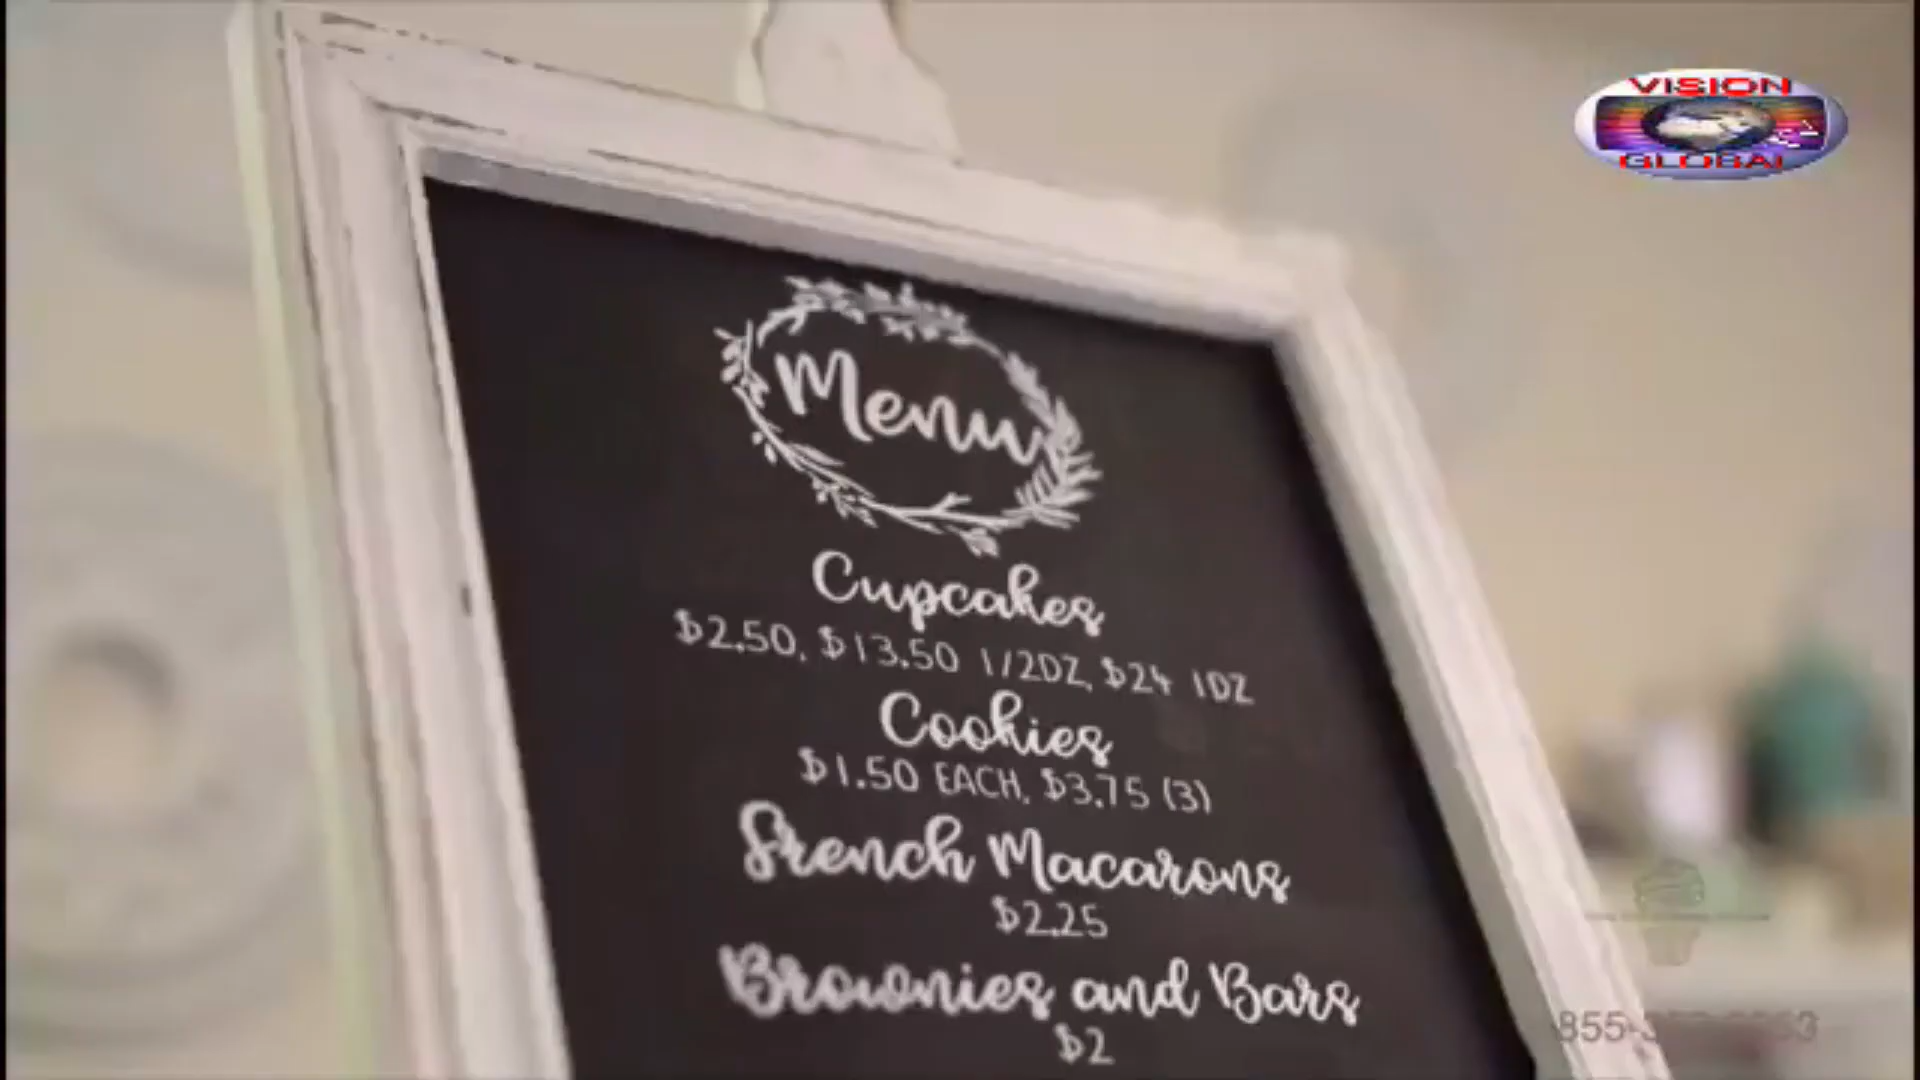 VISION
GLOBAL
Menu
Cupcakes
$2.50, $13.50 1/2DZ, $24 1DZ
Cookies
$1.50 EACH, $3.75 (3)
French Macarons
$2.25
Brownies and Bars
$2